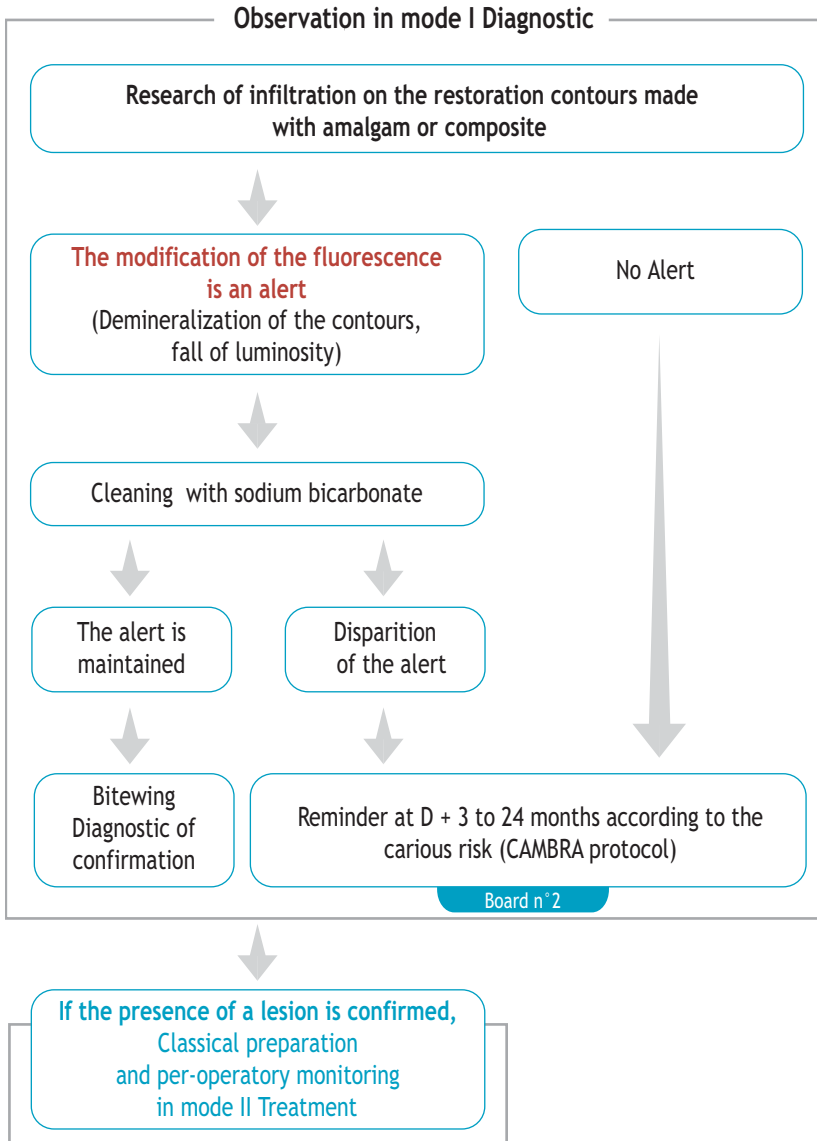 Observation in mode I Diagnostic
Research of infiltration on the restoration contours made
with amalgam or composite
The modification of the fluorescence
is an alert
(Demineralization of the contours,
fall of luminosity)
No Alert
Cleaning with sodium bicarbonate
The alert is
maintained
Disparition
of the alert
Bitewing
Diagnostic of
confirmation
Reminder at D + 3 to 24 months according to the
carious risk (CAMBRA protocol)
Board n°2
If the presence of a lesion is confirmed,
Classical preparation
and per-operatory monitoring
in mode II Treatment